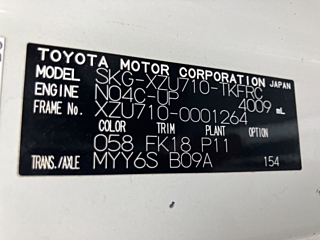 TOYOTA MOTOR CORPORATION JAPAN
MODEL SKG-XZU710-TKFRC
ENGINE N04C-UP 4009 mL
FRAME No. XZU710-0001264
COLOR TRIM PLANT OPTION
058 FK18 P11
TRANS./AXLE MYY6S B09A 154